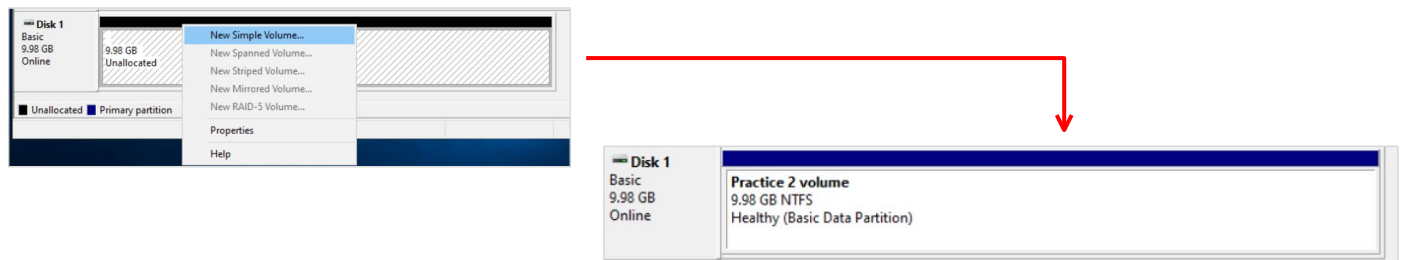 Disk 1
Basic
9.98 GB
Online
9.98 GB
Unallocated
New Simple Volume...
New Spanned Volume...
New Striped Volume...
New Mirrored Volume...
New RAID-5 Volume...
Properties
Help
Unallocated Primary partition
Disk 1
Basic
9.98 GB
Online
Practice 2 volume
9.98 GB NTFS
Healthy (Basic Data Partition)